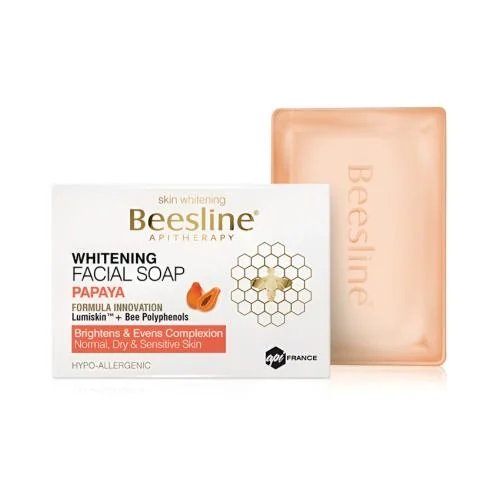 skin whitening
Beesline®
APITHERAPY
WHITENING
FACIAL SOAP
PAPAYA
FORMULA INNOVATION
Lumiskin™ + Bee Polyphenols
Brightens & Evens Complexion
Normal, Dry & Sensitive Skin
HYPO-ALLERGENIC
FRANCE
Beesline®